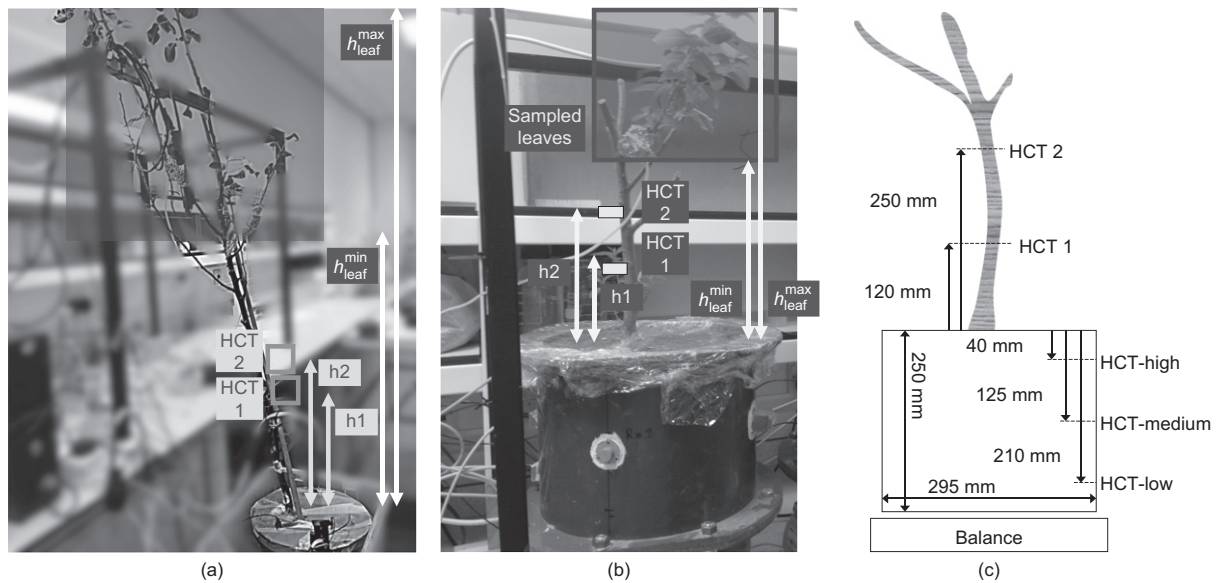 h max leaf
h min leaf
HCT
2
HCT
1
h2
h1
(a)
Sampled
leaves
HCT
2
HCT
1
h2
h1
h min leaf
h max leaf
(b)
HCT 2
250 mm
HCT 1
120 mm
40 mm
HCT-high
250 mm
125 mm
HCT-medium
210 mm
HCT-low
295 mm
Balance
(c)